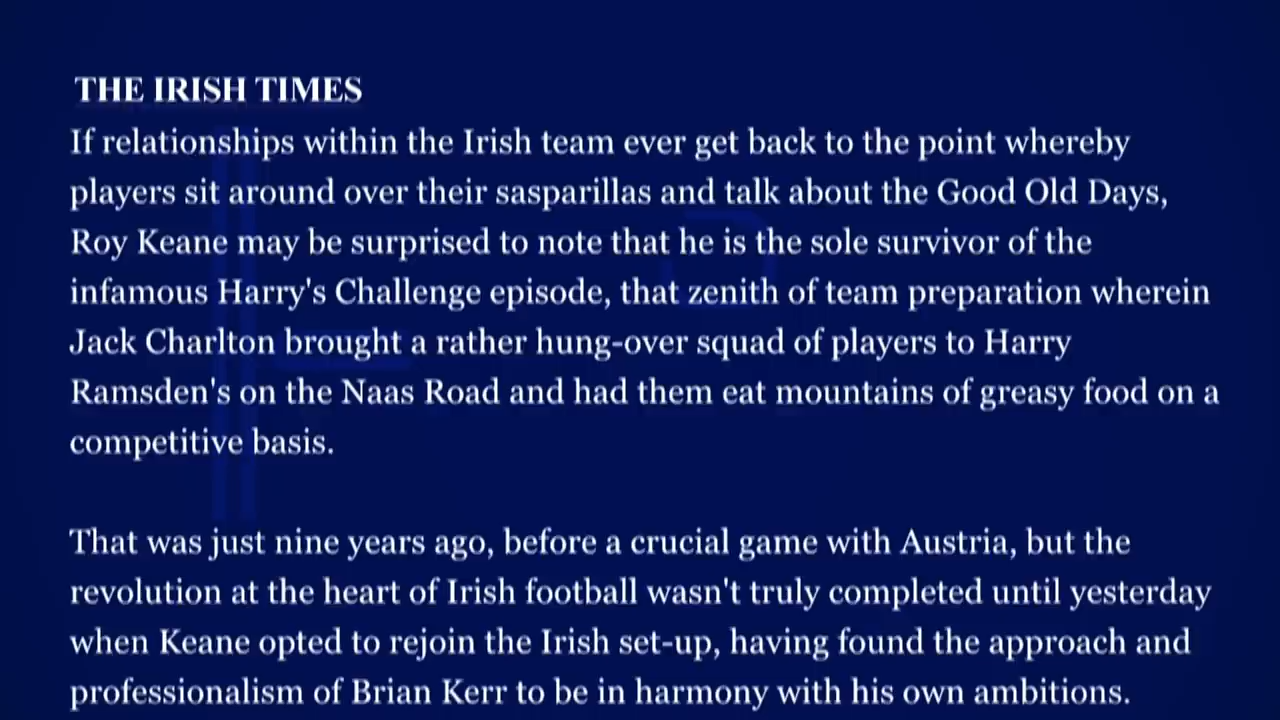 THE IRISH TIMES
If relationships within the Irish team ever get back to the point whereby
players sit around over their sasparillas and talk about the Good Old Days,
Roy Keane may be surprised to note that he is the sole survivor of the
infamous Harry's Challenge episode, that zenith of team preparation wherein
Jack Charlton brought a rather hung-over squad of players to Harry
Ramsden's on the Naas Road and had them eat mountains of greasy food on a
competitive basis.
That was just nine years ago, before a crucial game with Austria, but the
revolution at the heart of Irish football wasn't truly completed until yesterday
when Keane opted to rejoin the Irish set-up, having found the approach and
professionalism of Brian Kerr to be in harmony with his own ambitions.